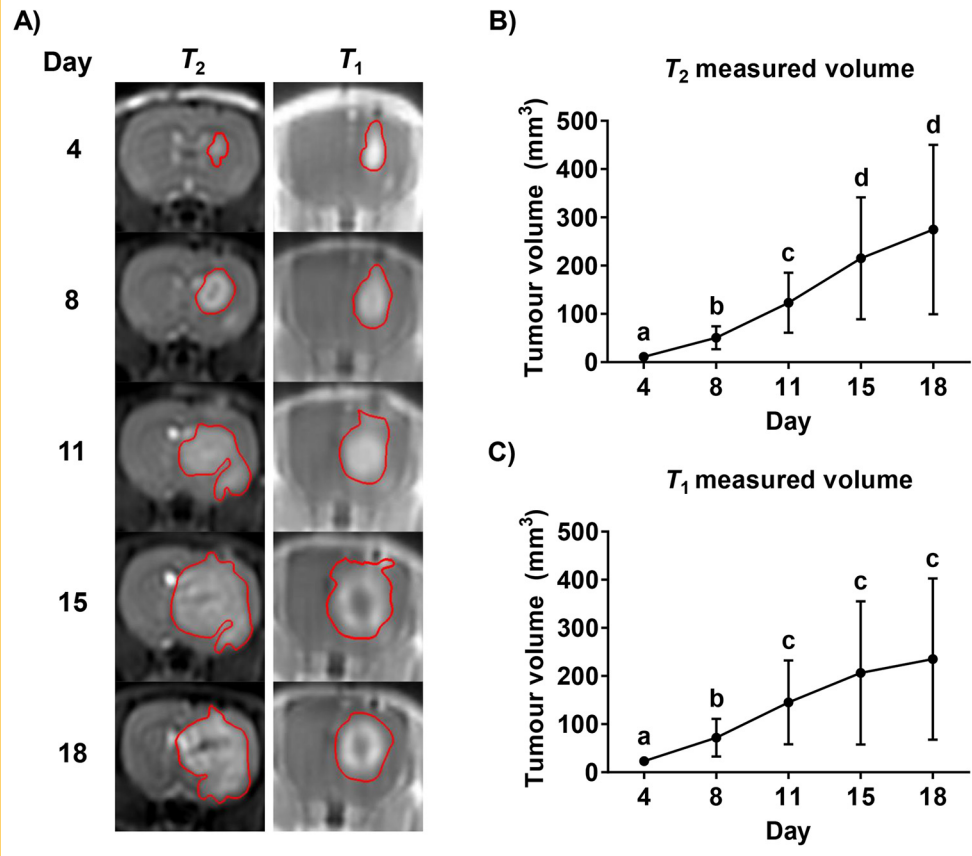 A)
Day T2 T1
4
8
11
15
18
B)
T2 measured volume
Tumour volume (mm³)
500
400
300
200
100
0
a
b
c
d
d
4 8 11 15 18
Day
C)
T1 measured volume
Tumour volume (mm³)
500
400
300
200
100
0
a
b
c
c
c
4 8 11 15 18
Day